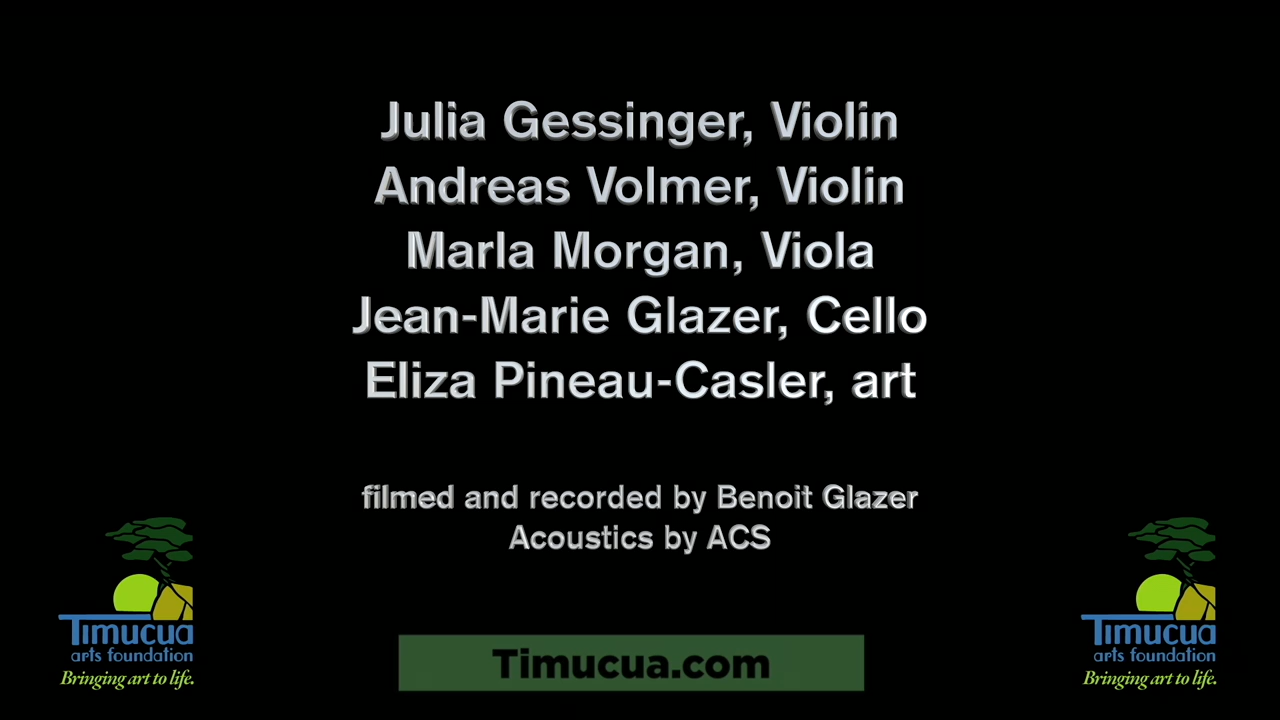 Julia Gessinger, Violin
Andreas Volmer, Violin
Marla Morgan, Viola
Jean-Marie Glazer, Cello
Eliza Pineau-Casler, art
filmed and recorded by Benoit Glazer
Acoustics by ACS
Timucua
arts foundation
Bringing art to life.
Timucua.com
Timucua
arts foundation
Bringing art to life.